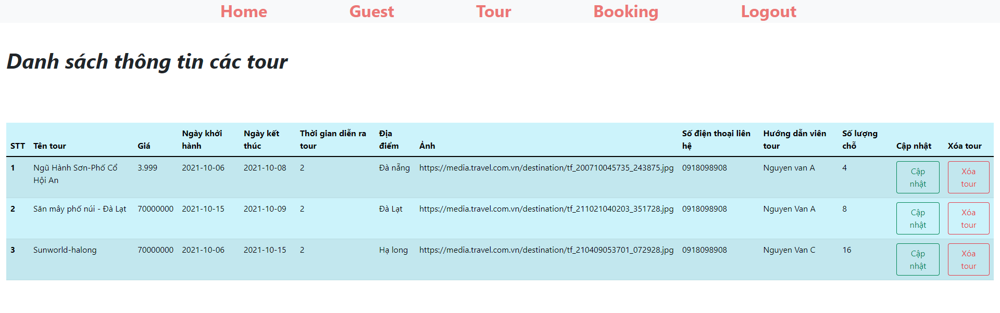 Home Guest Tour Booking Logout
Danh sách thông tin các tour
STT Tên tour Giá Ngày khởi hành Ngày kết thúc Thời gian diễn ra tour Địa điểm Ảnh Số điện thoại liên hệ Hướng dẫn viên tour Số lượng chỗ Cập nhật Xóa tour
1 Ngũ Hành Sơn-Phố Cổ Hội An 3.999 2021-10-06 2021-10-08 2 Đà nẵng https://media.travel.com.vn/destination/tf_200710045735_243875.jpg 0918098908 Nguyen van A 4 Cập nhật Xóa tour
2 Săn mây phố núi - Đà Lạt 70000000 2021-10-15 2021-10-09 2 Đà Lạt https://media.travel.com.vn/destination/tf_211021040203_351728.jpg 0918098908 Nguyen Van A 8 Cập nhật Xóa tour
3 Sunworld-halong 70000000 2021-10-06 2021-10-15 2 Hạ long https://media.travel.com.vn/destination/tf_210409053701_072928.jpg 0918098908 Nguyen Van C 16 Cập nhật Xóa tour